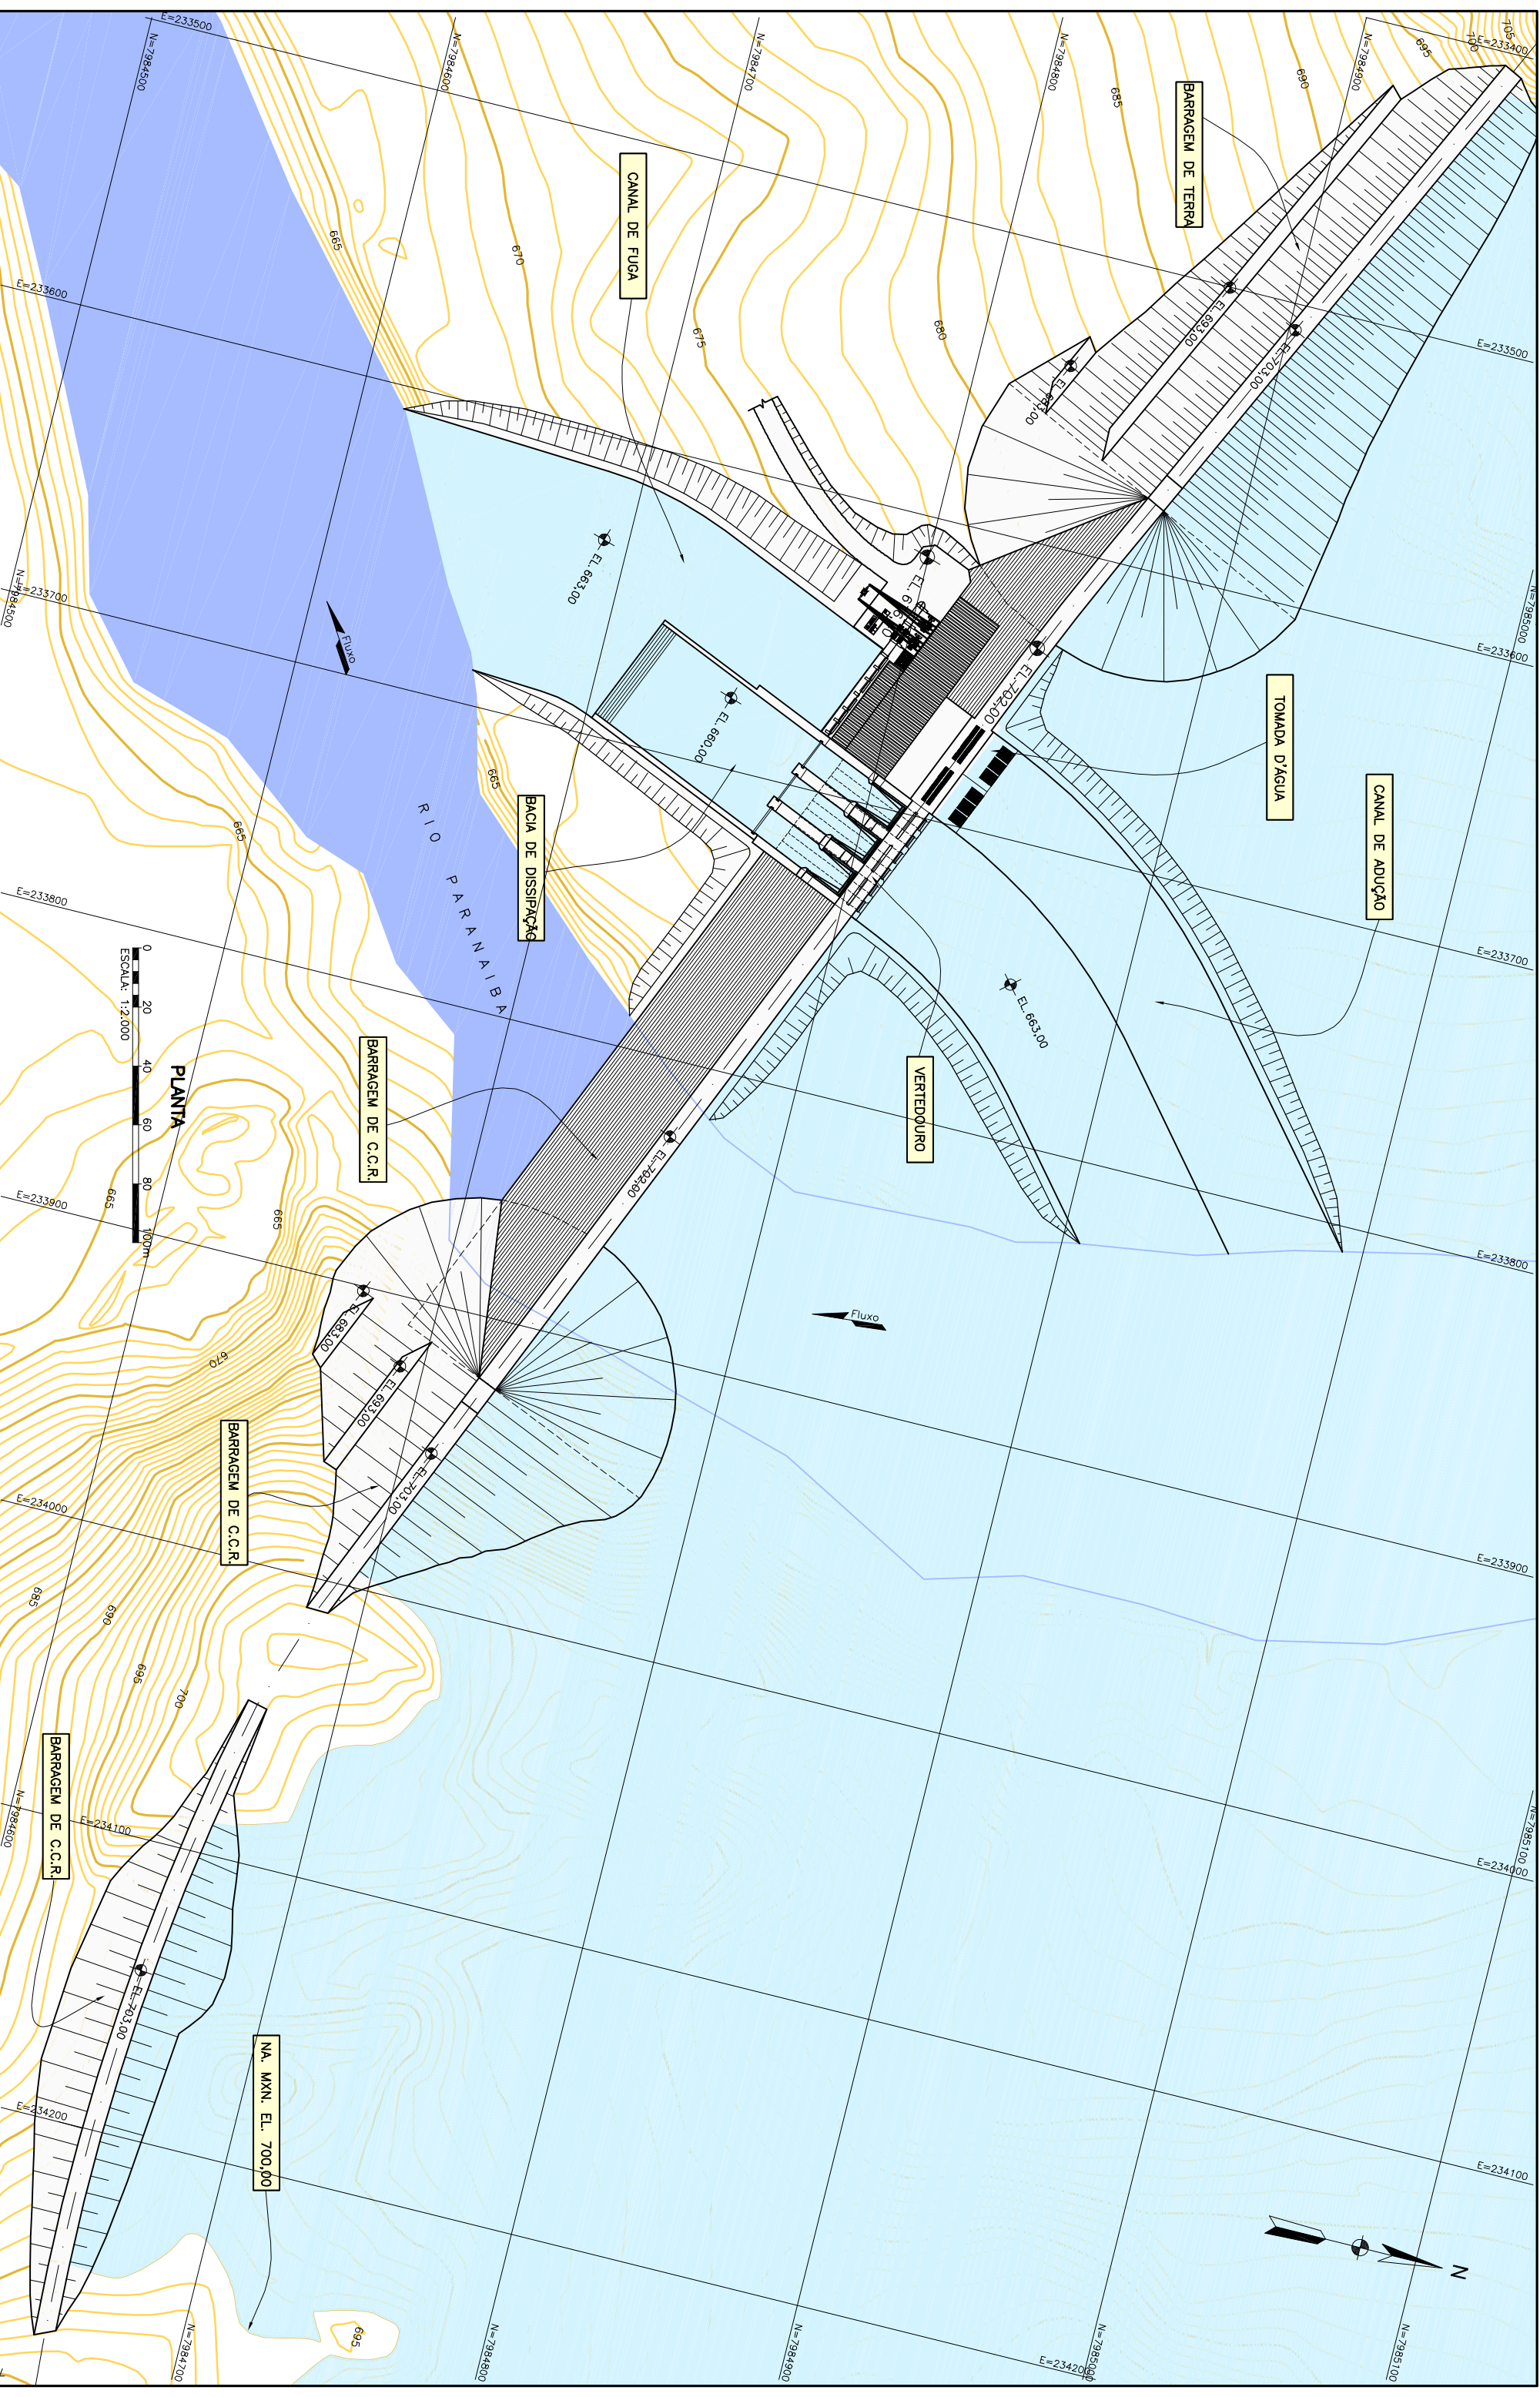 705
700
695
690
685
E=233400
E=233500
N=7984500
N=7984600
N=7984700
N=7984800
N=7984900
BARRAGEM DE TERRA
CANAL DE FUGA
EL. 693,00
EL. 703,00
EL. 683,00
E=233500
665
670
675
680
E=233600
N=7984500
E=233700
EL. 663,00
Fluxo
EL. 660,00
EL. 702,00
N=7985000
E=233600
TOMADA D'ÁGUA
CANAL DE ADUÇÃO
E=233700
665
665
RIO PARANAIBA
BACIA DE DISSIPAÇÃO
E=233800
EL. 663,00
VERTEDOURO
0 20 40 60 80 100m
ESCALA: 1:2.000
PLANTA
BARRAGEM DE C.C.R.
EL. 702,00
E=233800
E=233900
665
665
670
Fluxo
EL. 683,00
EL. 693,00
EL. 703,00
BARRAGEM DE C.C.R.
E=234000
E=233900
685
690
695
700
BARRAGEM DE C.C.R.
N=7984600
E=234100
N=7985100
E=234000
EL. 703,00
NA. MXN. EL. 700,00
E=234200
E=234100
N
695
N=7984700
N=7984800
N=7984900
E=234200
N=7985000
N=7985100